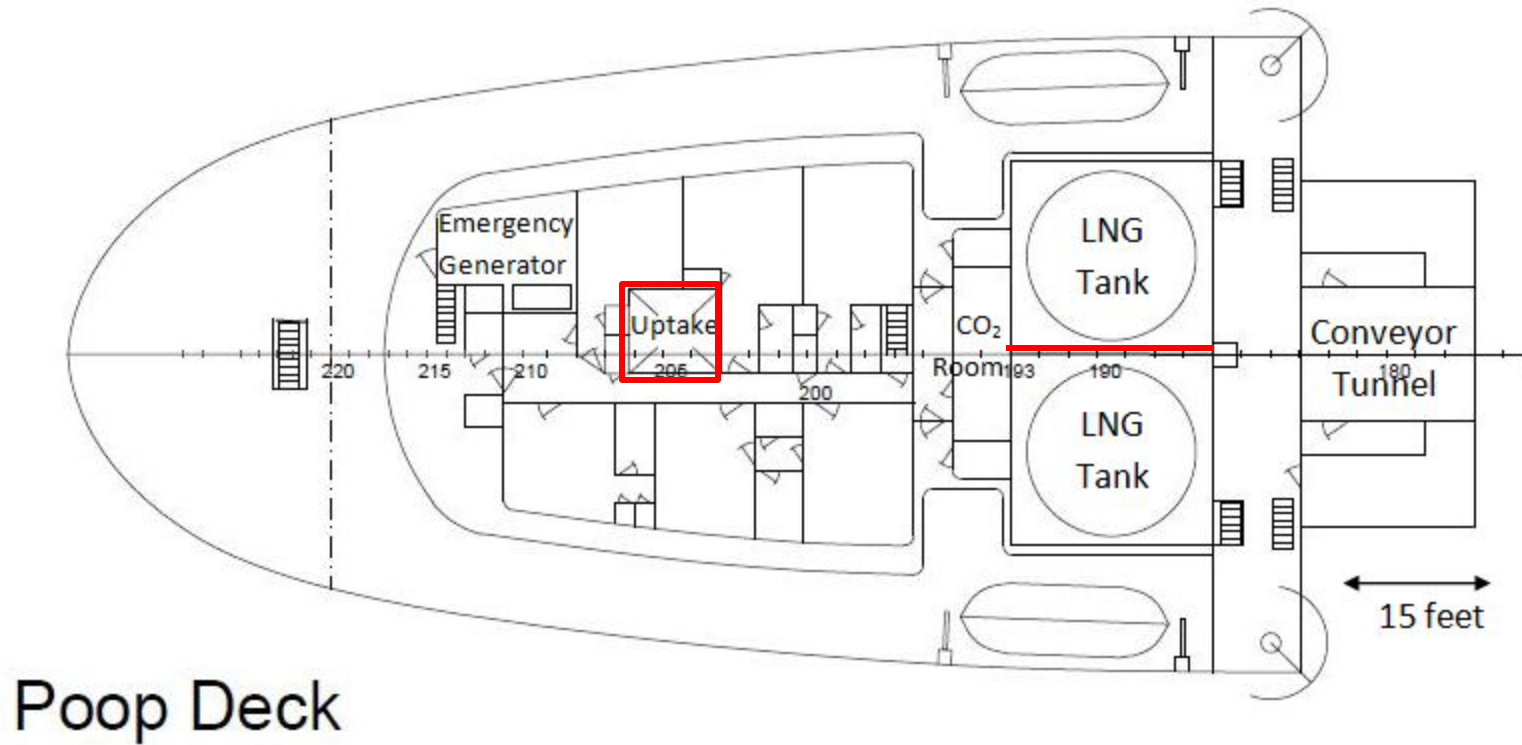 Emergency
Generator
LNG
Tank
Uptake
CO₂
Room
Conveyor
Tunnel
220
215
210
205
200
193
190
180
LNG
Tank
15 feet
Poop Deck